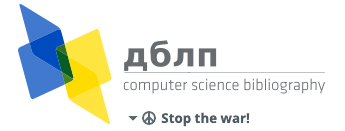 дблп
computer science bibliography
Stop the war!